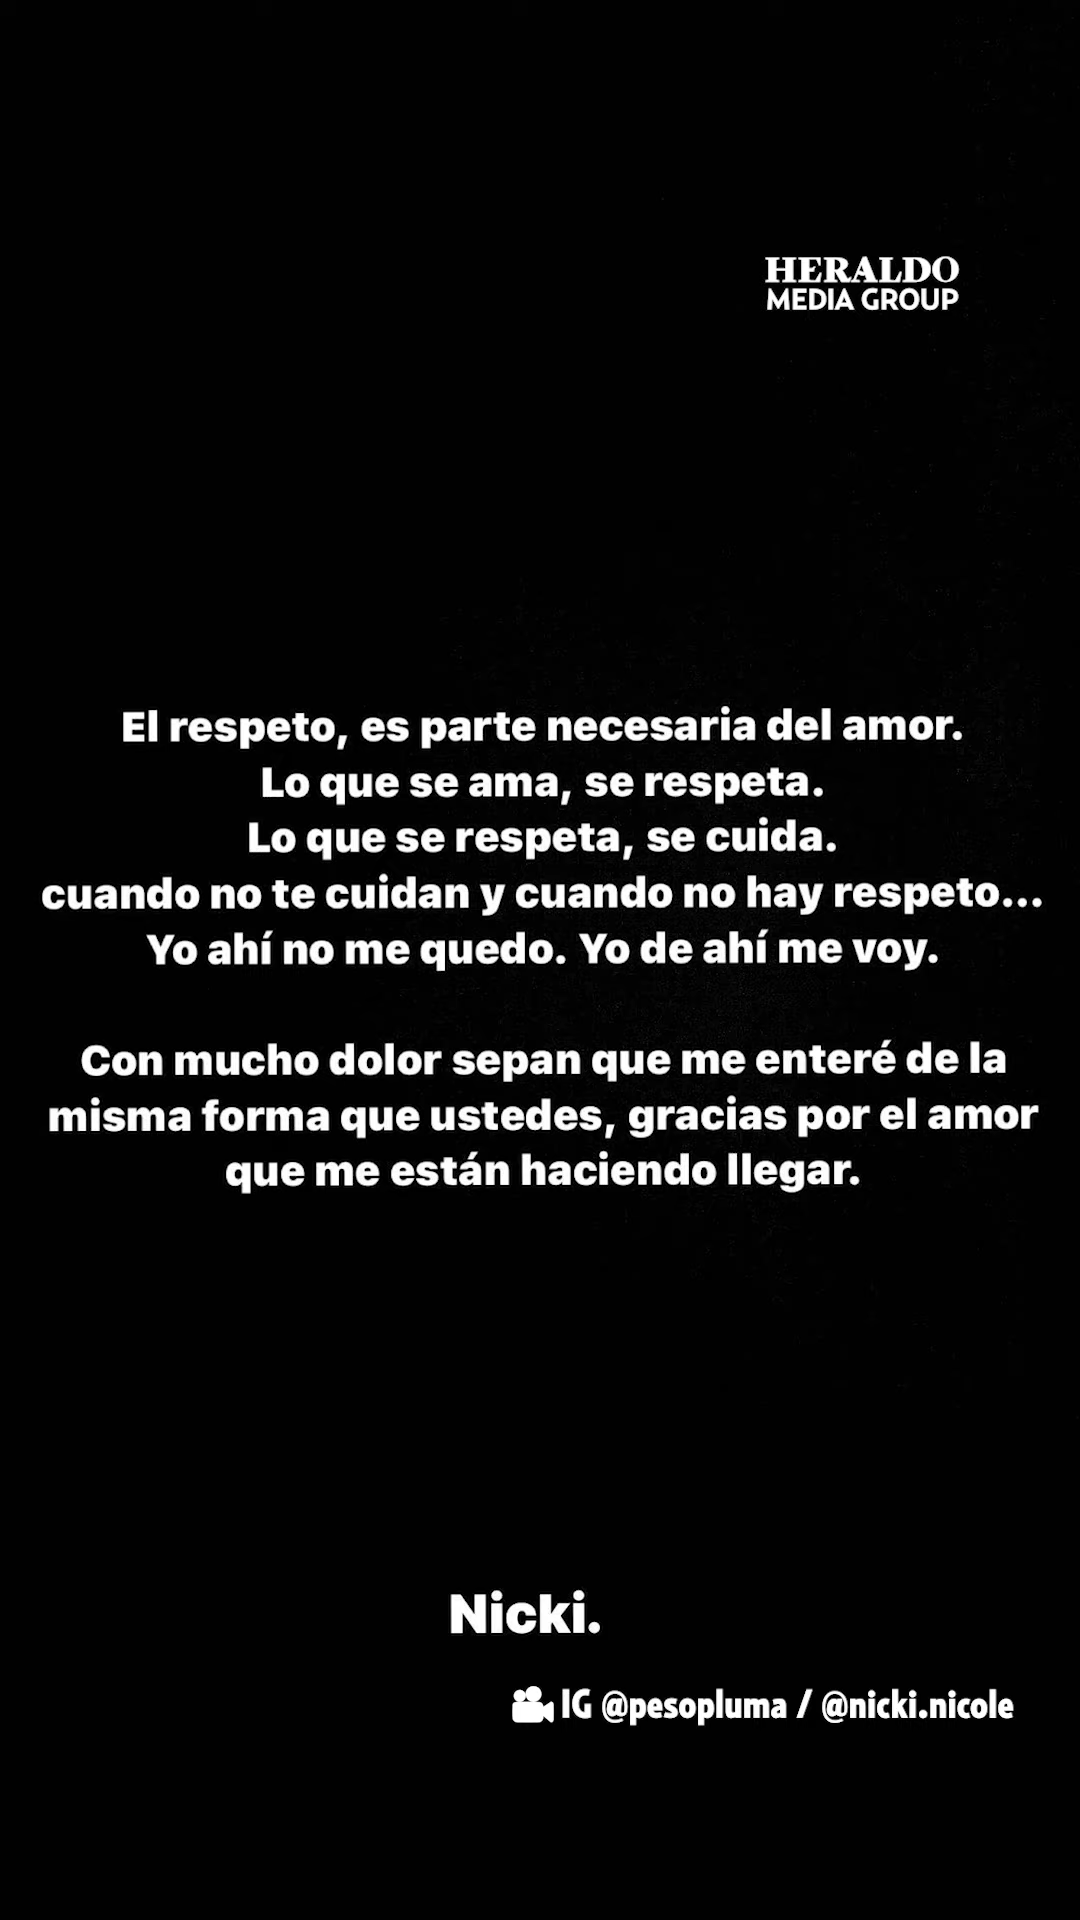 HERALDO
MEDIA GROUP
El respeto, es parte necesaria del amor.
Lo que se ama, se respeta.
Lo que se respeta, se cuida.
cuando no te cuidan y cuando no hay respeto...
Yo ahí no me quedo. Yo de ahí me voy.
Con mucho dolor sepan que me enteré de la
misma forma que ustedes, gracias por el amor
que me están haciendo llegar.
Nicki.
IG @pesopluma / @nicki.nicole